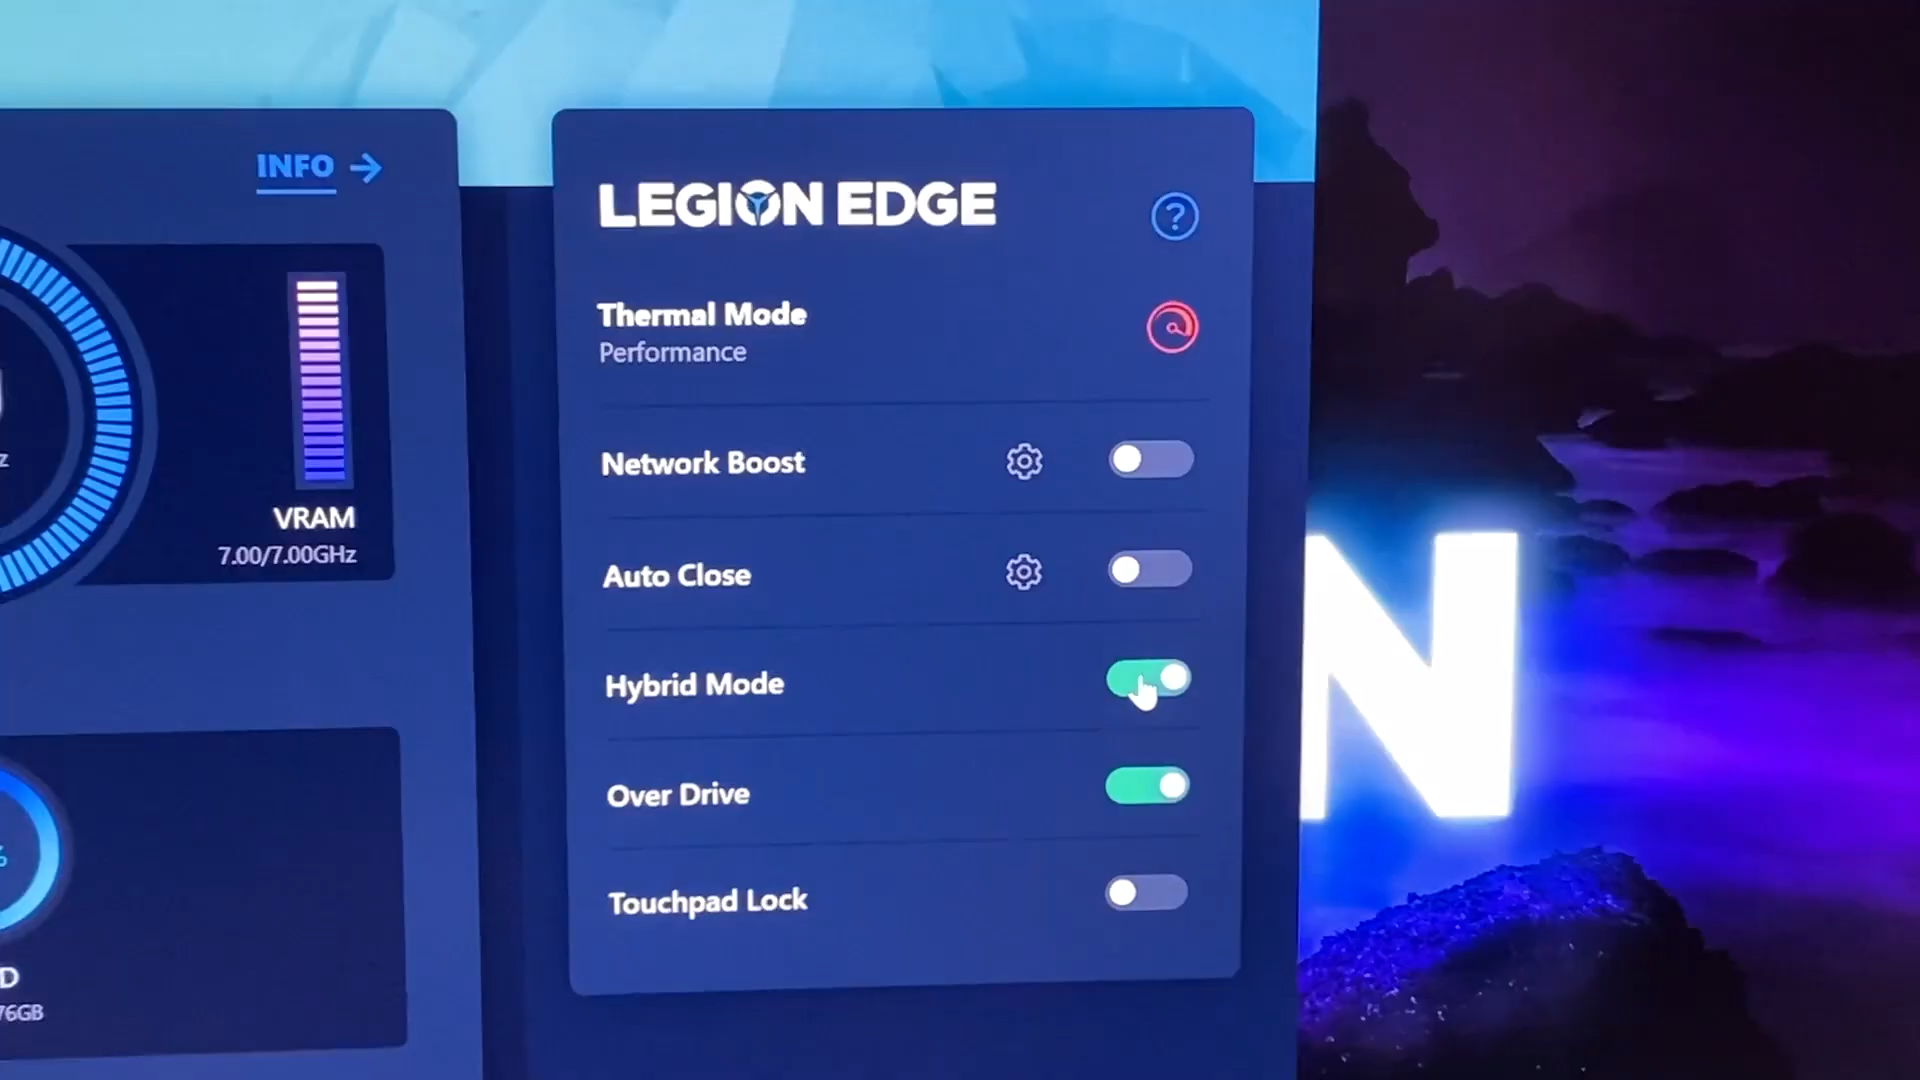 INFO
VRAM
7.00/7.00GHz
LEGION EDGE
Thermal Mode
Performance
Network Boost
Auto Close
Hybrid Mode
Over Drive
Touchpad Lock
z
%
D
76GB
N